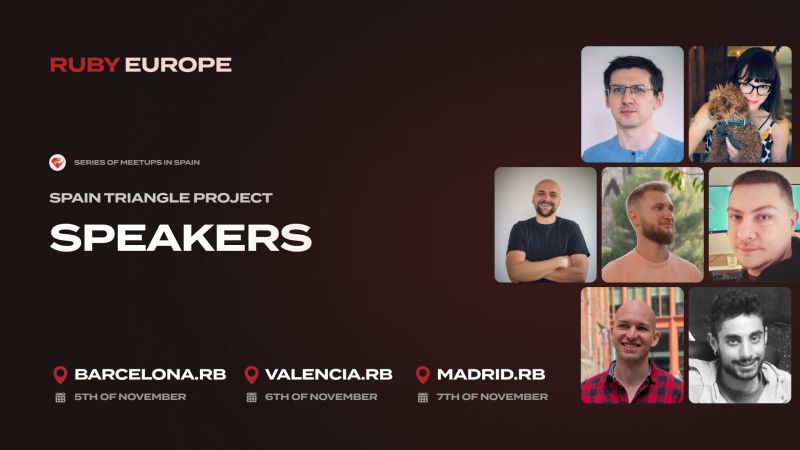 RUBY EUROPE
SERIES OF MEETUPS IN SPAIN
SPAIN TRIANGLE PROJECT
SPEAKERS
BARCELONA.RB
5TH OF NOVEMBER
VALENCIA.RB
6TH OF NOVEMBER
MADRID.RB
7TH OF NOVEMBER